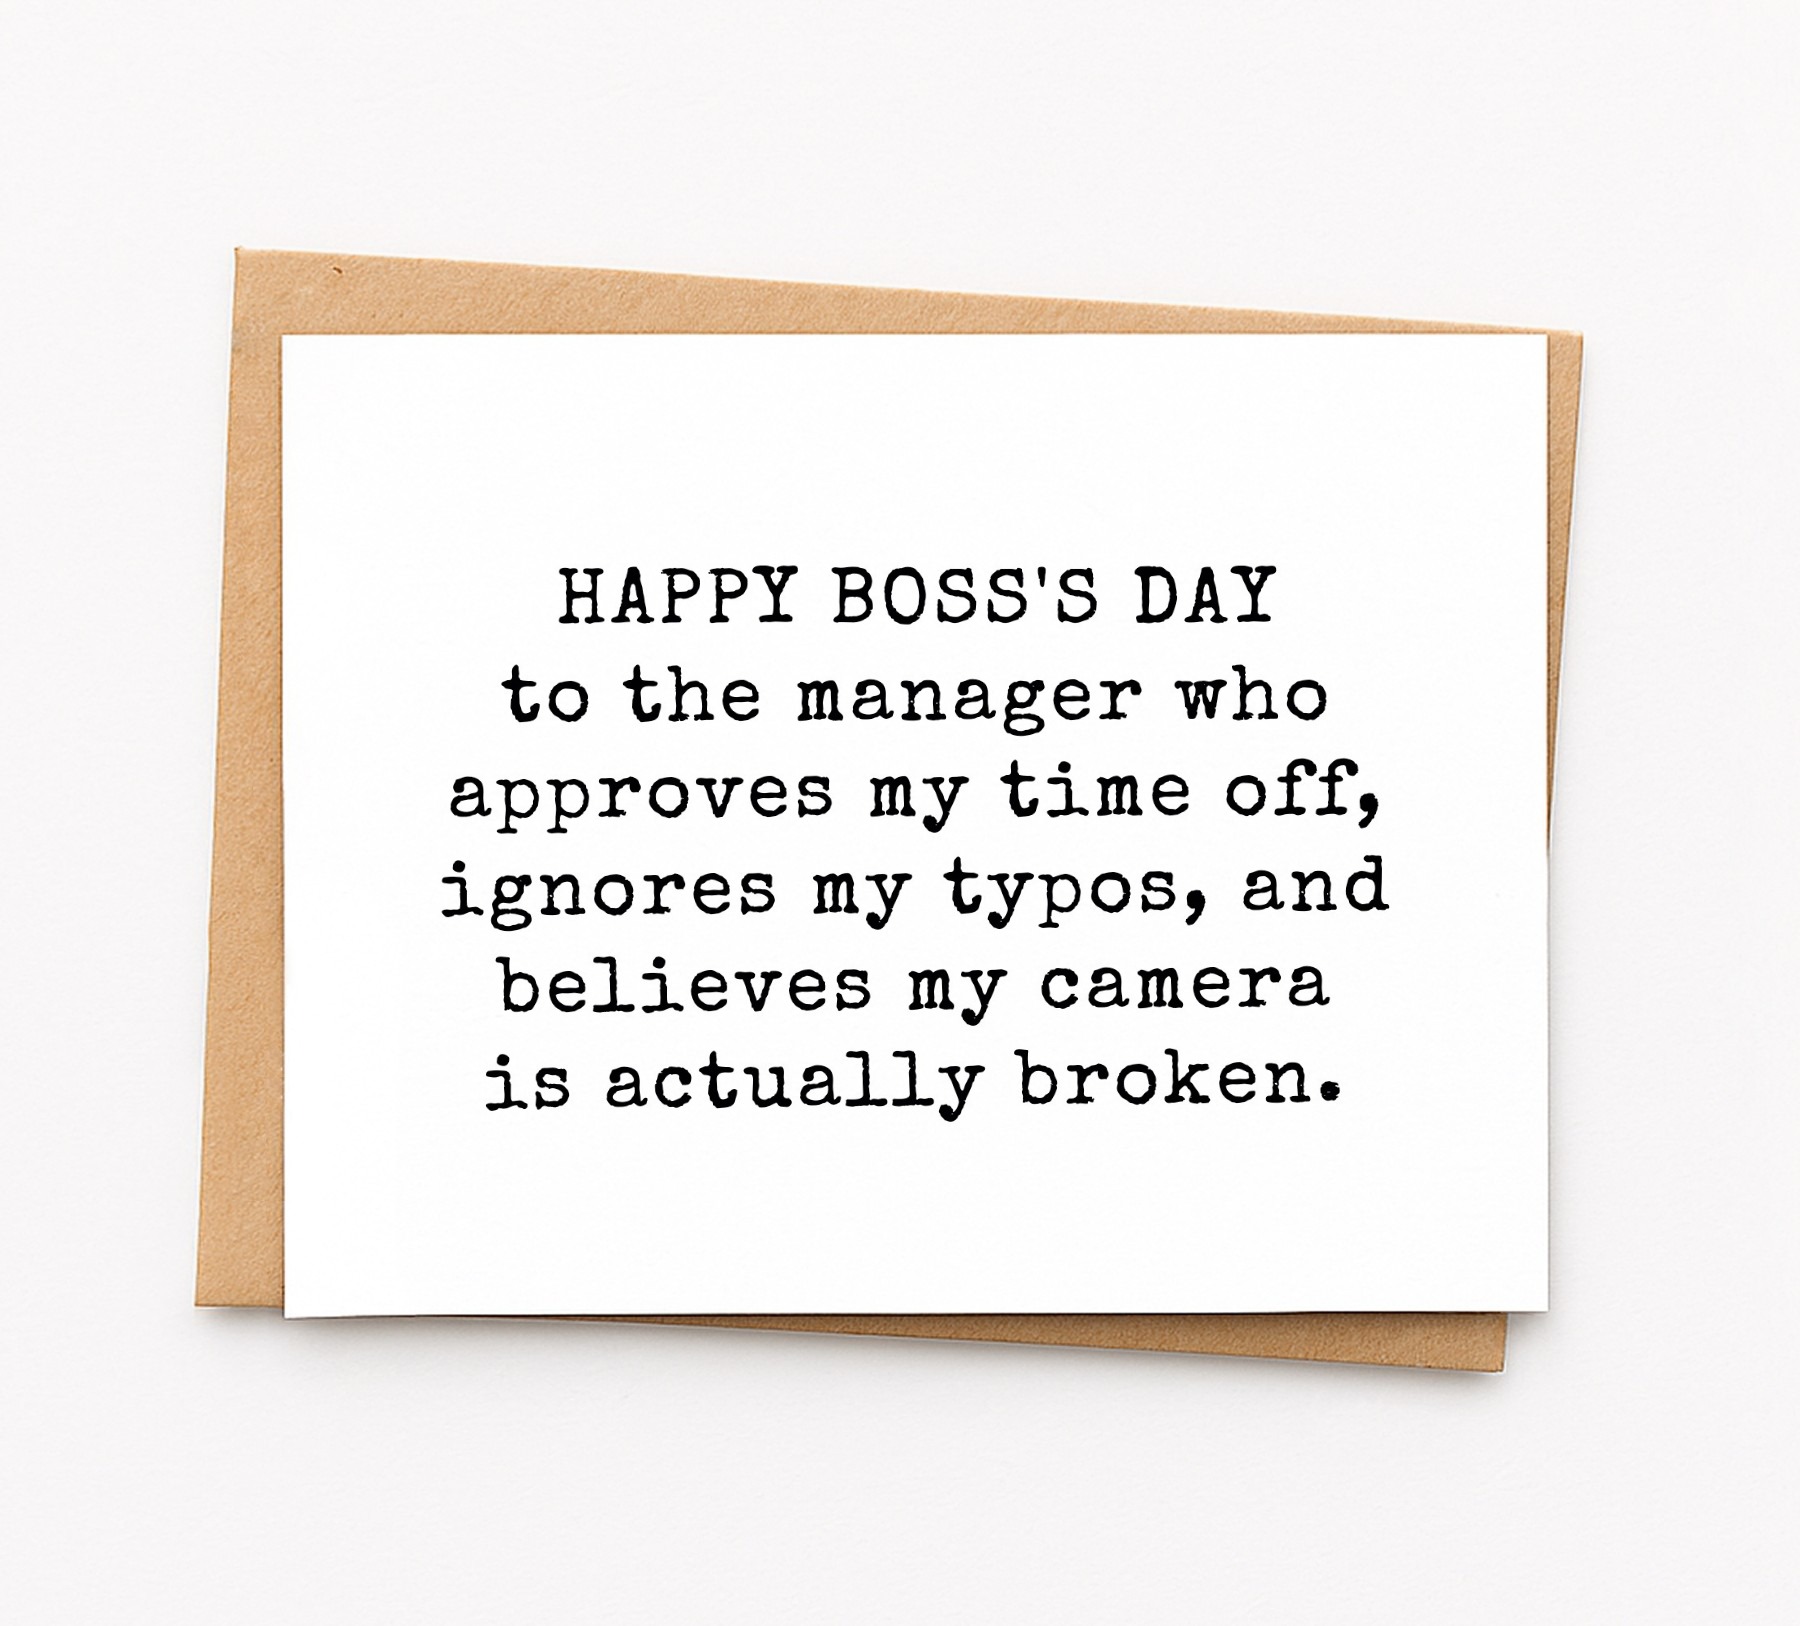 HAPPY BOSS'S DAY
to the manager who
approves my time off,
ignores my typos, and
believes my camera
is actually broken.